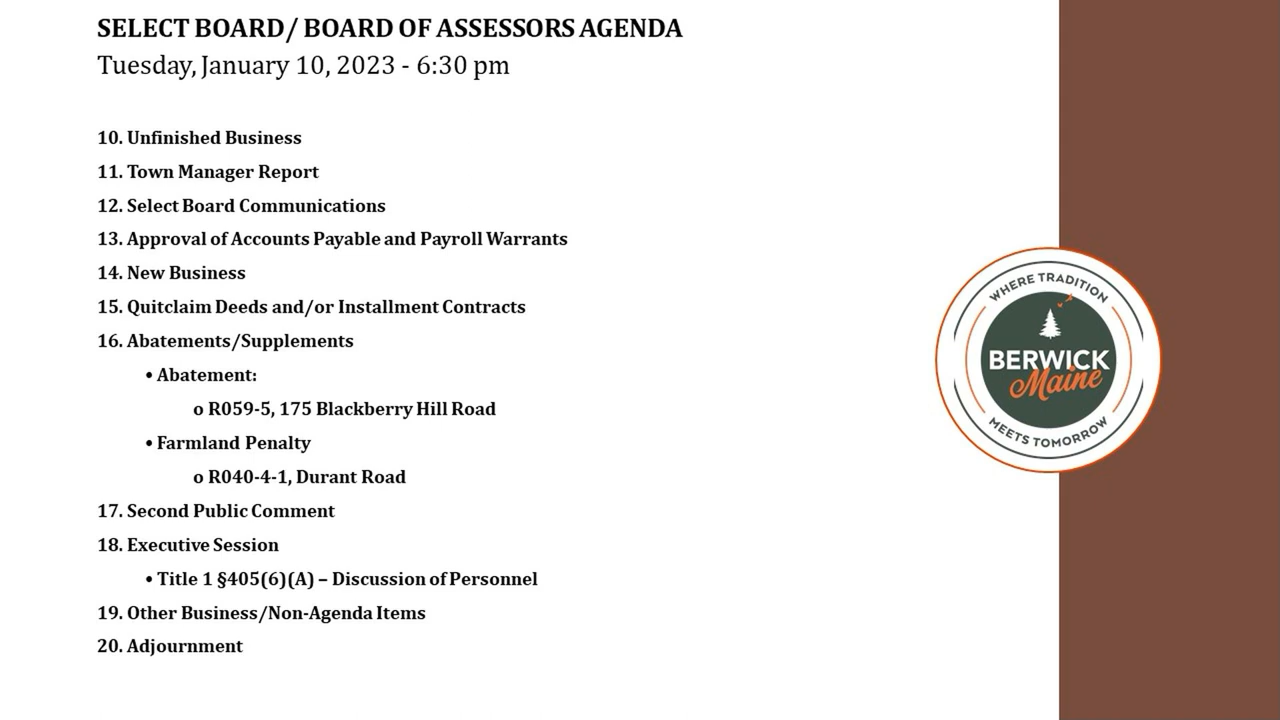 SELECT BOARD/ BOARD OF ASSESSORS AGENDA
Tuesday, January 10, 2023 - 6:30 pm
10. Unfinished Business
11. Town Manager Report
12. Select Board Communications
13. Approval of Accounts Payable and Payroll Warrants
14. New Business
15. Quitclaim Deeds and/or Installment Contracts
16. Abatements/Supplements
• Abatement:
o R059-5, 175 Blackberry Hill Road
• Farmland Penalty
o R040-4-1, Durant Road
17. Second Public Comment
18. Executive Session
• Title 1 §405(6)(A) – Discussion of Personnel
19. Other Business/Non-Agenda Items
20. Adjournment
WHERE TRADITION
BERWICK
Maine
MEETS TOMORROW